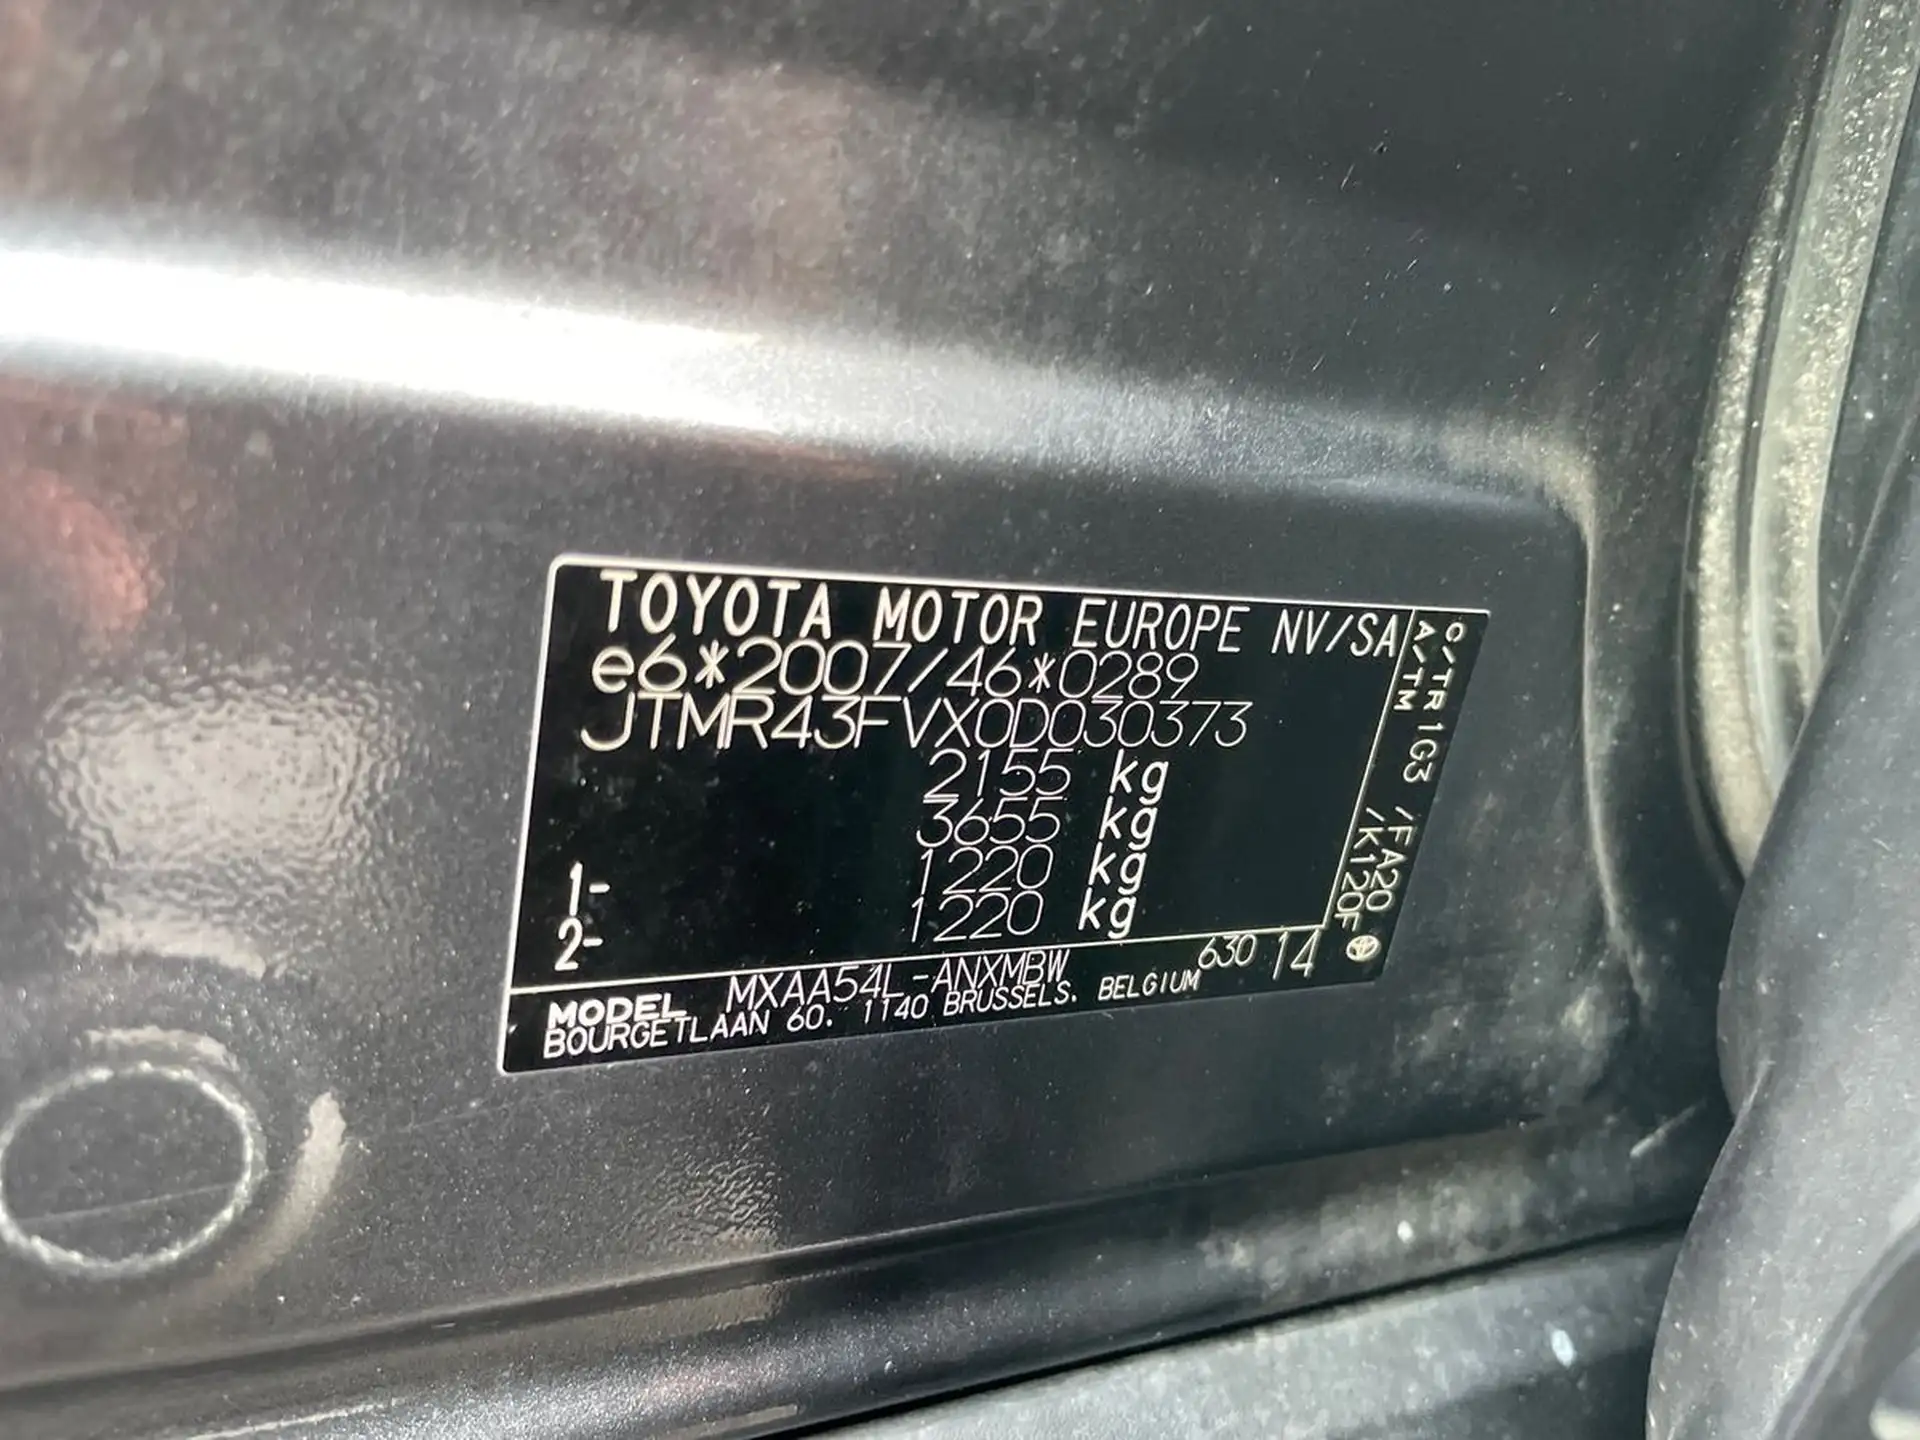 TOYOTA MOTOR EUROPE NV/SA
e6*2007/46*0289
JTMR43FVX0D030373
2155 kg
3655 kg
1- 1220 kg
2- 1220 kg
MODEL MXAA54L-ANXMBW 630 14
BOURGETLAAN 60. 1140 BRUSSELS. BELGIUM
C/TR 1G3 /FA20
A/TM /K120F